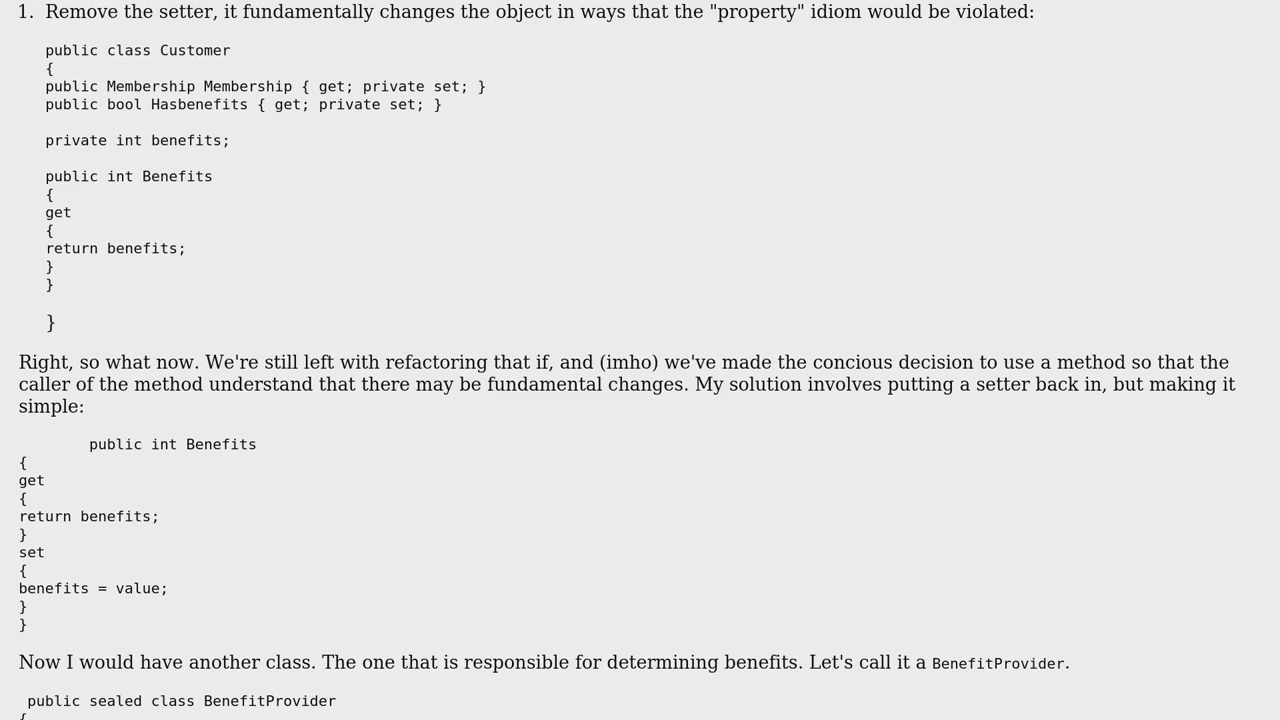 1. Remove the setter, it fundamentally changes the object in ways that the "property" idiom would be violated:
public class Customer
{
public Membership Membership { get; private set; }
public bool Hasbenefits { get; private set; }
private int benefits;
public int Benefits
{
get
{
return benefits;
}
}
}
Right, so what now. We're still left with refactoring that if, and (imho) we've made the concious decision to use a method so that the
caller of the method understand that there may be fundamental changes. My solution involves putting a setter back in, but making it
simple:
public int Benefits
{
get
{
return benefits;
}
set
{
benefits = value;
}
}
Now I would have another class. The one that is responsible for determining benefits. Let's call it a BenefitProvider.
public sealed class BenefitProvider
{